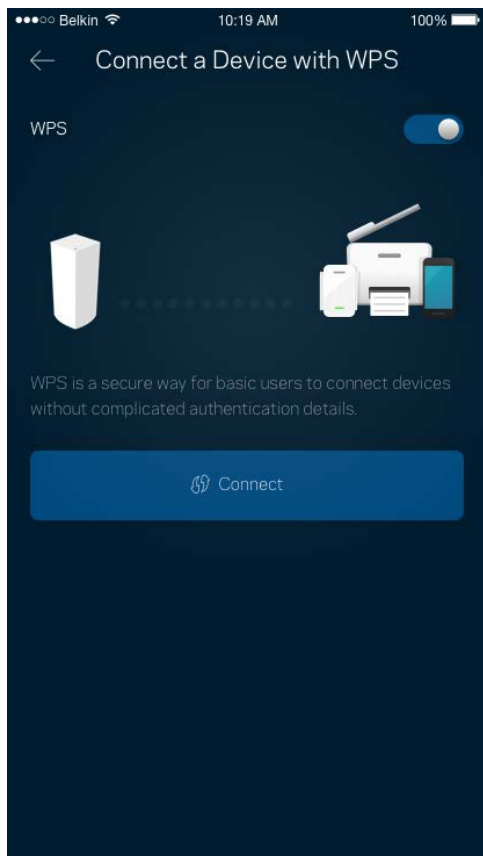 ●●●○○ Belkin 10:19 AM 100%
Connect a Device with WPS
WPS
WPS is a secure way for basic users to connect devices
without complicated authentication details.
Connect